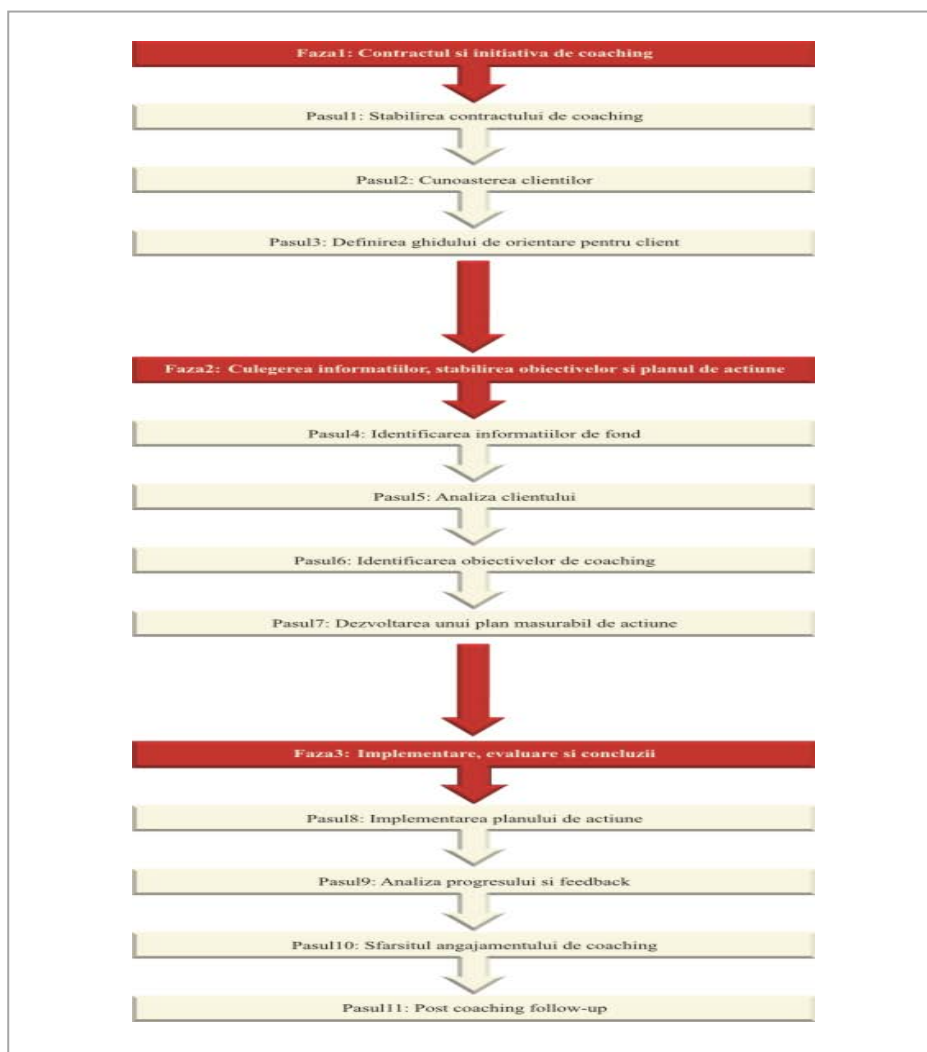 Faza1: Contractul si initiativa de coaching
Pasul1: Stabilirea contractului de coaching
Pasul2: Cunoasterea clientilor
Pasul3: Definirea ghidului de orientare pentru client
Faza2: Culegerea informatiilor, stabilirea obiectivelor si planul de actiune
Pasul4: Identificarea informatiilor de fond
Pasul5: Analiza clientului
Pasul6: Identificarea obiectivelor de coaching
Pasul7: Dezvoltarea unui plan masurabil de actiune
Faza3: Implementare, evaluare si concluzii
Pasul8: Implementarea planului de actiune
Pasul9: Analiza progresului si feedback
Pasul10: Sfarsitul angajamentului de coaching
Pasul11: Post coaching follow-up